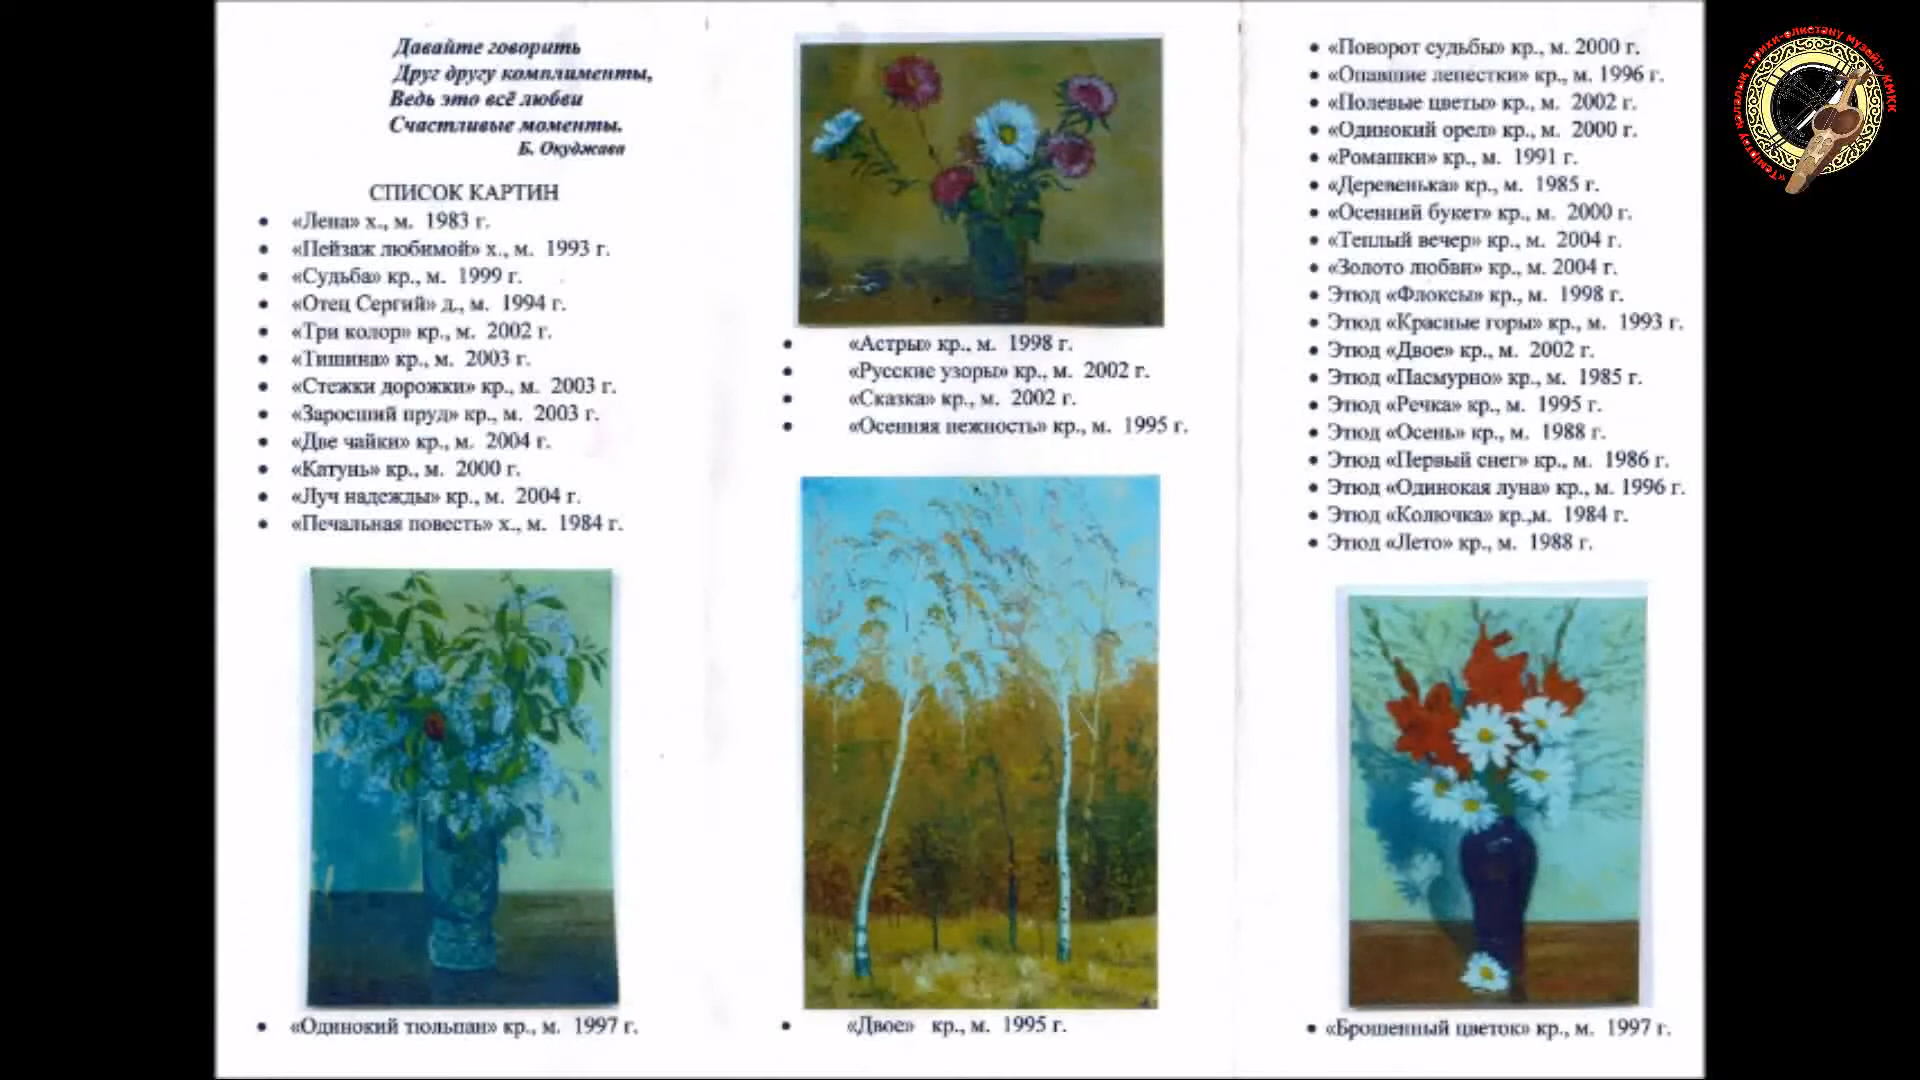 Давайте говорить
Друг другу комплименты,
Ведь это всё любви
Счастливые моменты.
Б. Окуджава
СПИСОК КАРТИН
• «Лена» х., м. 1983 г.
• «Пейзаж любимой» х., м. 1993 г.
• «Судьба» кр., м. 1999 г.
• «Отец Сергий» д., м. 1994 г.
• «Три колор» кр., м. 2002 г.
• «Тишина» кр., м. 2003 г.
• «Стежки дорожки» кр., м. 2003 г.
• «Заросший пруд» кр., м. 2003 г.
• «Две чайки» кр., м. 2004 г.
• «Катунь» кр., м. 2000 г.
• «Луч надежды» кр., м. 2004 г.
• «Печальная повесть» х., м. 1984 г.
• «Одинокий тюльпан» кр., м. 1997 г.
• «Астры» кр., м. 1998 г.
• «Русские узоры» кр., м. 2002 г.
• «Сказка» кр., м. 2002 г.
• «Осенняя нежность» кр., м. 1995 г.
• «Двое» кр., м. 1995 г.
• «Поворот судьбы» кр., м. 2000 г.
• «Опавшие лепестки» кр., м. 1996 г.
• «Полевые цветы» кр., м. 2002 г.
• «Одинокий орел» кр., м. 2000 г.
• «Ромашки» кр., м. 1991 г.
• «Деревенька» кр., м. 1985 г.
• «Осенний букет» кр., м. 2000 г.
• «Теплый вечер» кр., м. 2004 г.
• «Золото любви» кр., м. 2004 г.
• Этюд «Флоксы» кр., м. 1998 г.
• Этюд «Красные горы» кр., м. 1993 г.
• Этюд «Двое» кр., м. 2002 г.
• Этюд «Пасмурно» кр., м. 1985 г.
• Этюд «Речка» кр., м. 1995 г.
• Этюд «Осень» кр., м. 1988 г.
• Этюд «Первый снег» кр., м. 1986 г.
• Этюд «Одинокая луна» кр., м. 1996 г.
• Этюд «Колючка» кр.,м. 1984 г.
• Этюд «Лето» кр., м. 1988 г.
• «Брошенный цветок» кр., м. 1997 г.
«Теміртау қалалық тарихи-өлкетану музейі» КМҚК